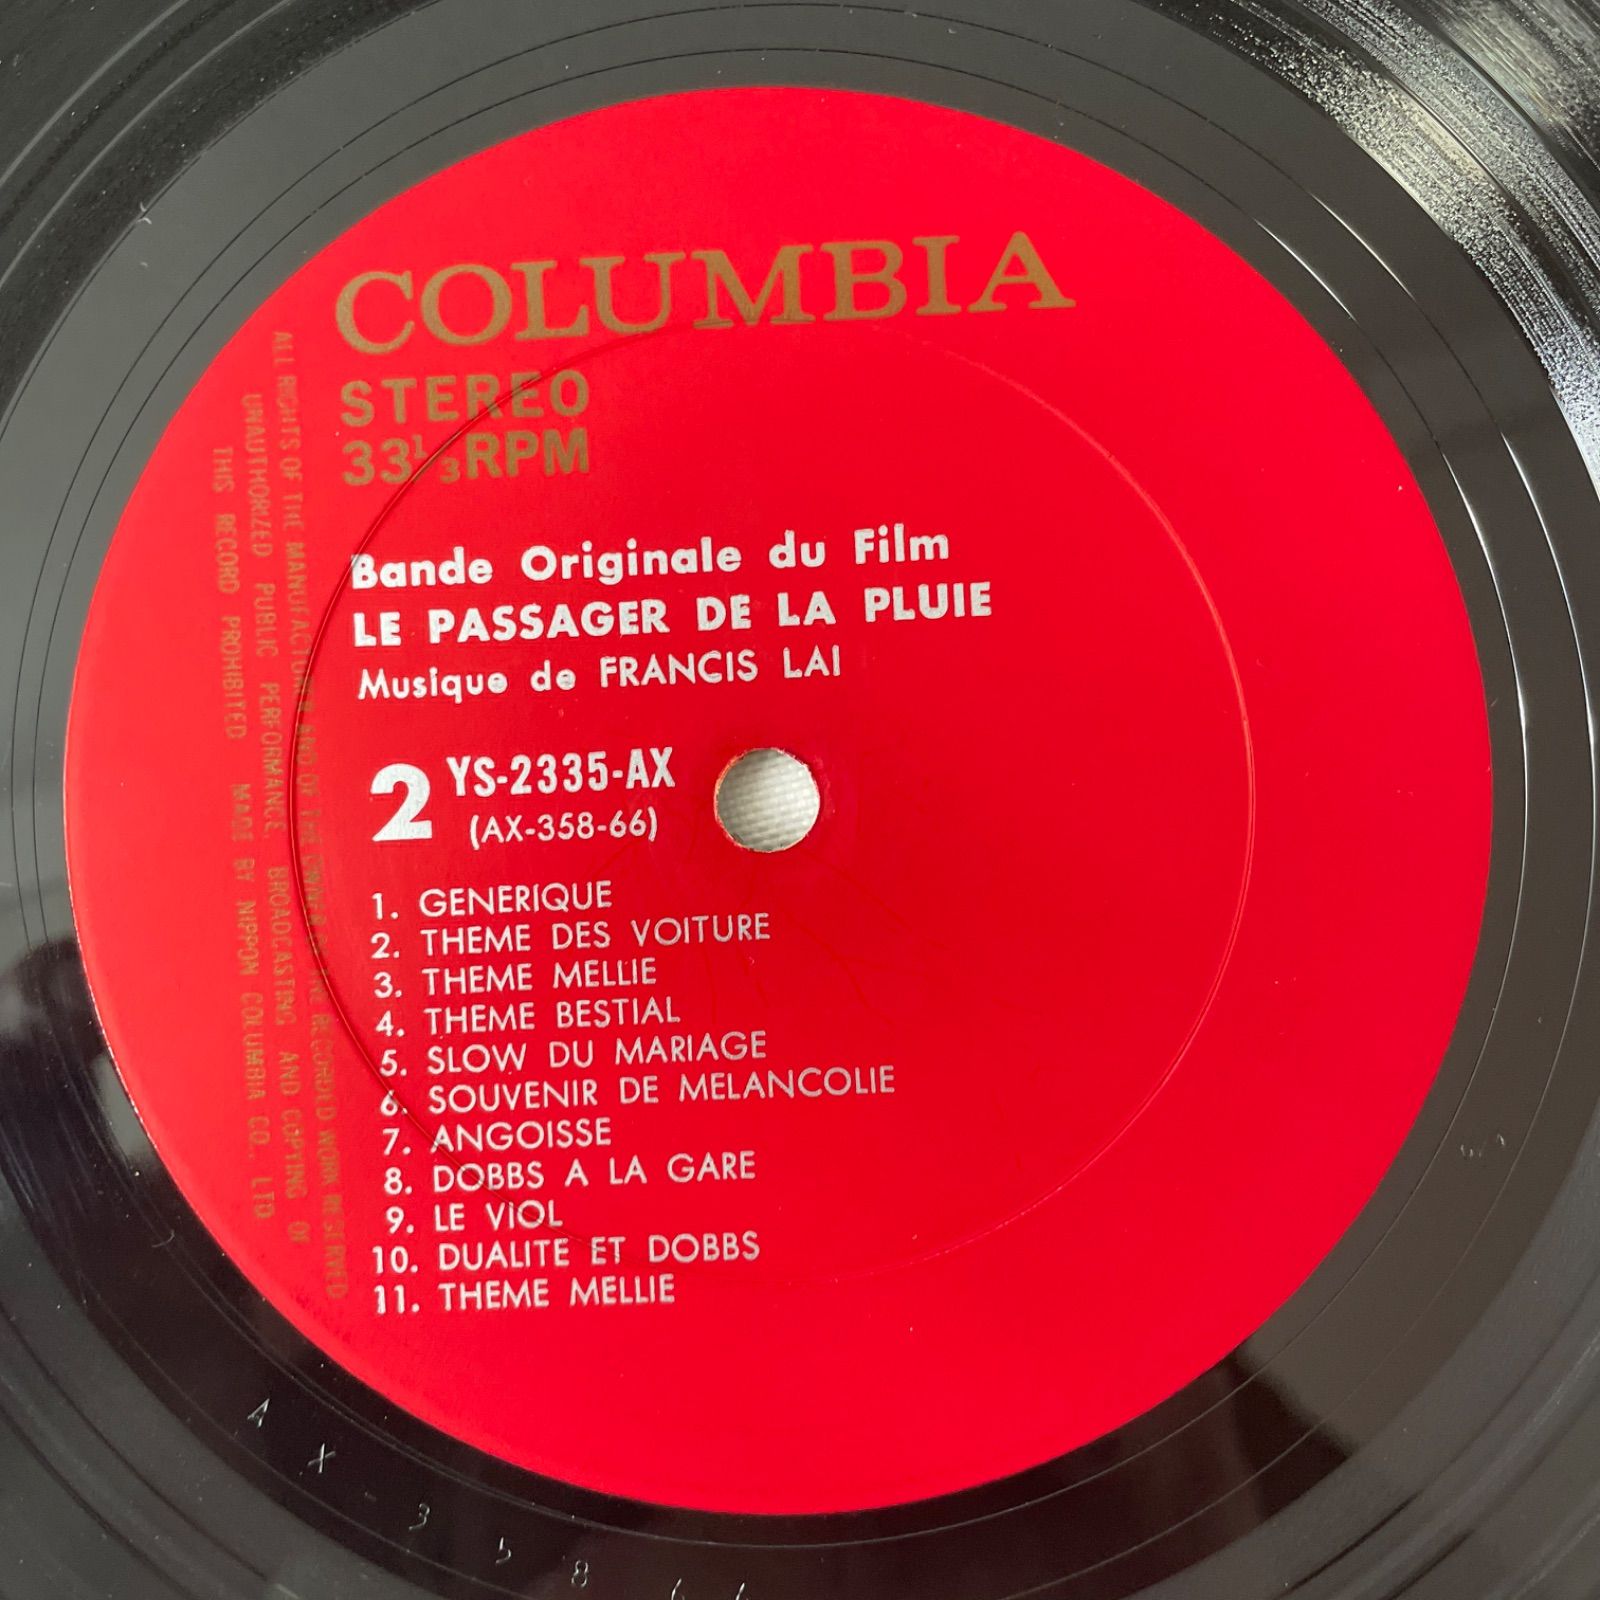 COLUMBIA
STEREO
33 1/3 RPM
Bande Originale du Film
LE PASSAGER DE LA PLUIE
Musique de FRANCIS LAI
2 YS-2335-AX
(AX-358-66)
1. GENERIQUE
2. THEME DES VOITURE
3. THEME MELLIE
4. THEME BESTIAL
5. SLOW DU MARIAGE
6. SOUVENIR DE MELANCOLIE
7. ANGOISSE
8. DOBBS A LA GARE
9. LE VIOL
10. DUALITE ET DOBBS
11. THEME MELLIE
ALL RIGHTS OF THE MANUFACTURER AND OF THE OWNER OF THE RECORDED WORK RESERVED
UNAUTHORIZED PUBLIC PERFORMANCE, BROADCASTING AND COPYING OF
THIS RECORD PROHIBITED MADE BY NIPPON COLUMBIA CO., LTD
AX-35866